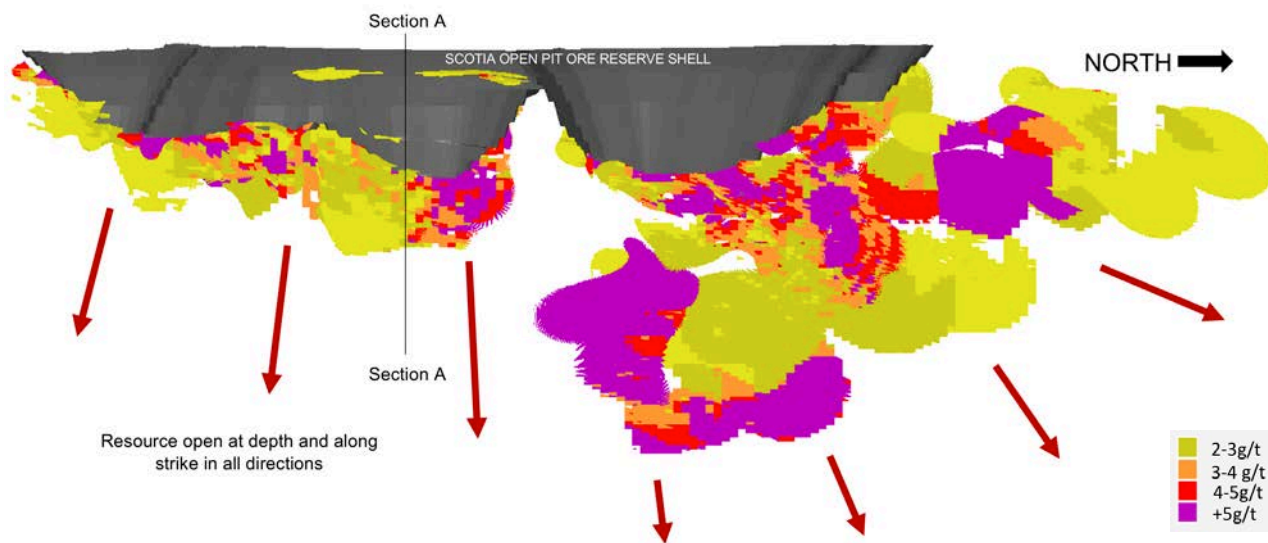 Section A
SCOTIA OPEN PIT ORE RESERVE SHELL
NORTH
Section A
Resource open at depth and along
strike in all directions
2-3g/t
3-4 g/t
4-5g/t
+5g/t